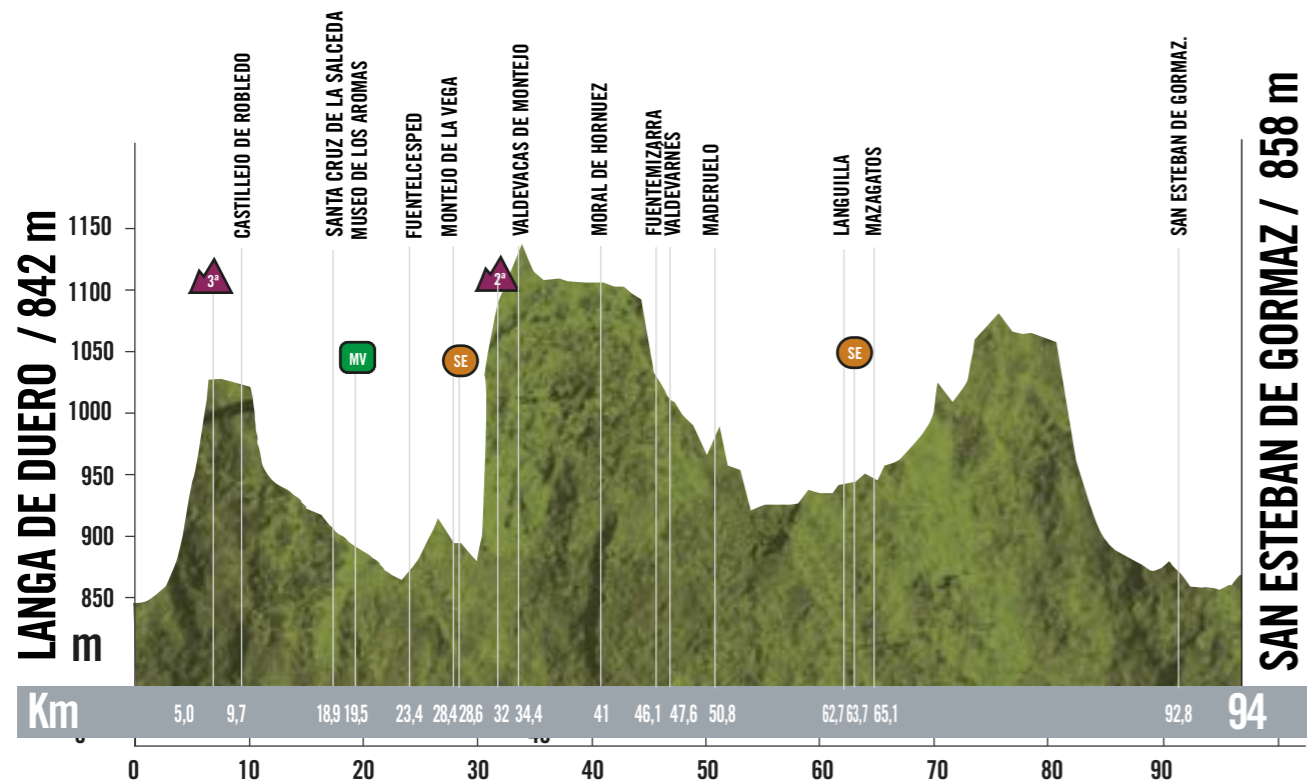 LANGA DE DUERO / 842 m
1150
1100
1050
1000
950
900
850
m
CASTILLEJO DE ROBLEDO
SANTA CRUZ DE LA SALCEDA
MUSEO DE LOS AROMAS
FUENTELCESPED
MONTEJO DE LA VEGA
VALDEVACAS DE MONTEJO
MORAL DE HORNUEZ
FUENTEMIZARRA
VALDEVARNÉS
MADERUELO
LANGUILLA
MAZAGATOS
SAN ESTEBAN DE GORMAZ.
3ª
MV
SE
2ª
SE
SAN ESTEBAN DE GORMAZ / 858 m
Km 5,0 9,7 18,9 19,5 23,4 28,4 28,6 32 34,4 41 46,1 47,6 50,8 62,7 63,7 65,1 92,8 94
0 10 20 30 40 50 60 70 80 90